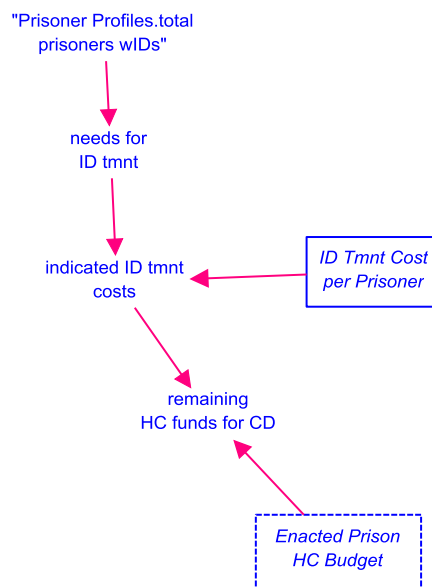 "Prisoner Profiles.total
prisoners wIDs"
needs for
ID tmnt
indicated ID tmnt
costs
ID Tmnt Cost
per Prisoner
remaining
HC funds for CD
Enacted Prison
HC Budget